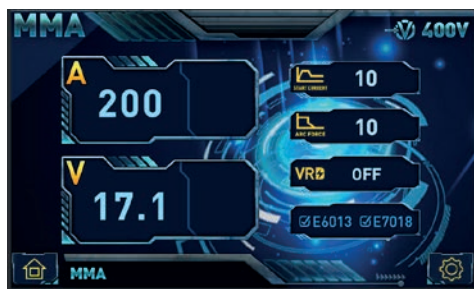 MMA
400V
A
200
START CURRENT
10
ARC FORCE
10
V
17.1
VRD
OFF
E6013 E7018
MMA